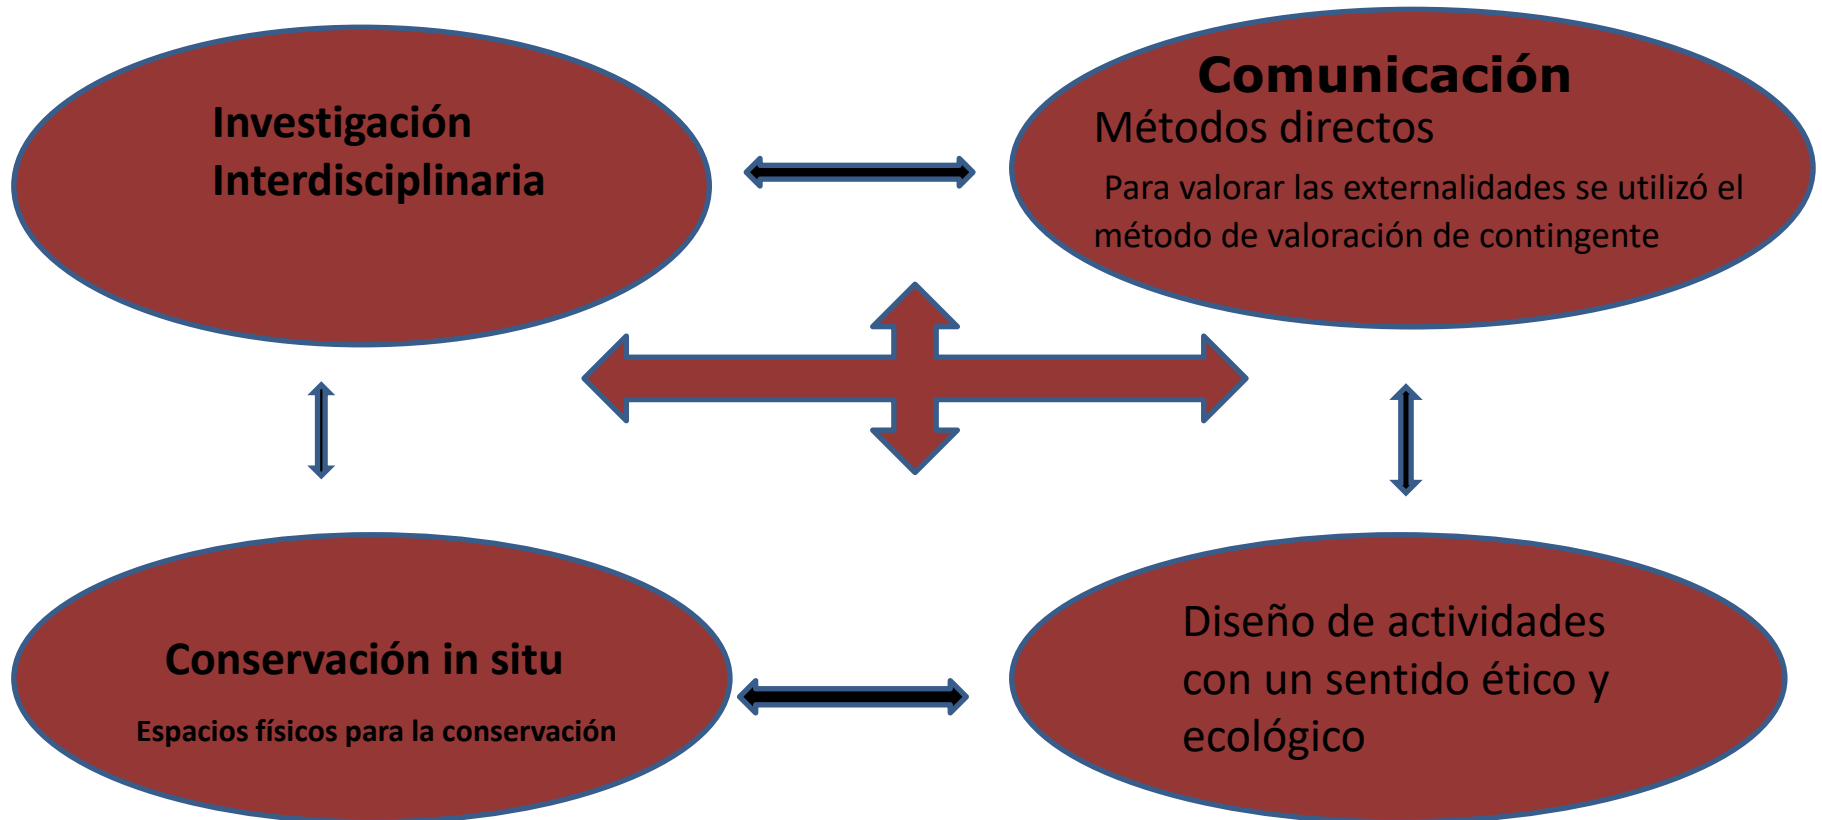 Investigación
Interdisciplinaria
Comunicación
Métodos directos
Para valorar las externalidades se utilizó el
método de valoración de contingente
Conservación in situ
Espacios físicos para la conservación
Diseño de actividades
con un sentido ético y
ecológico